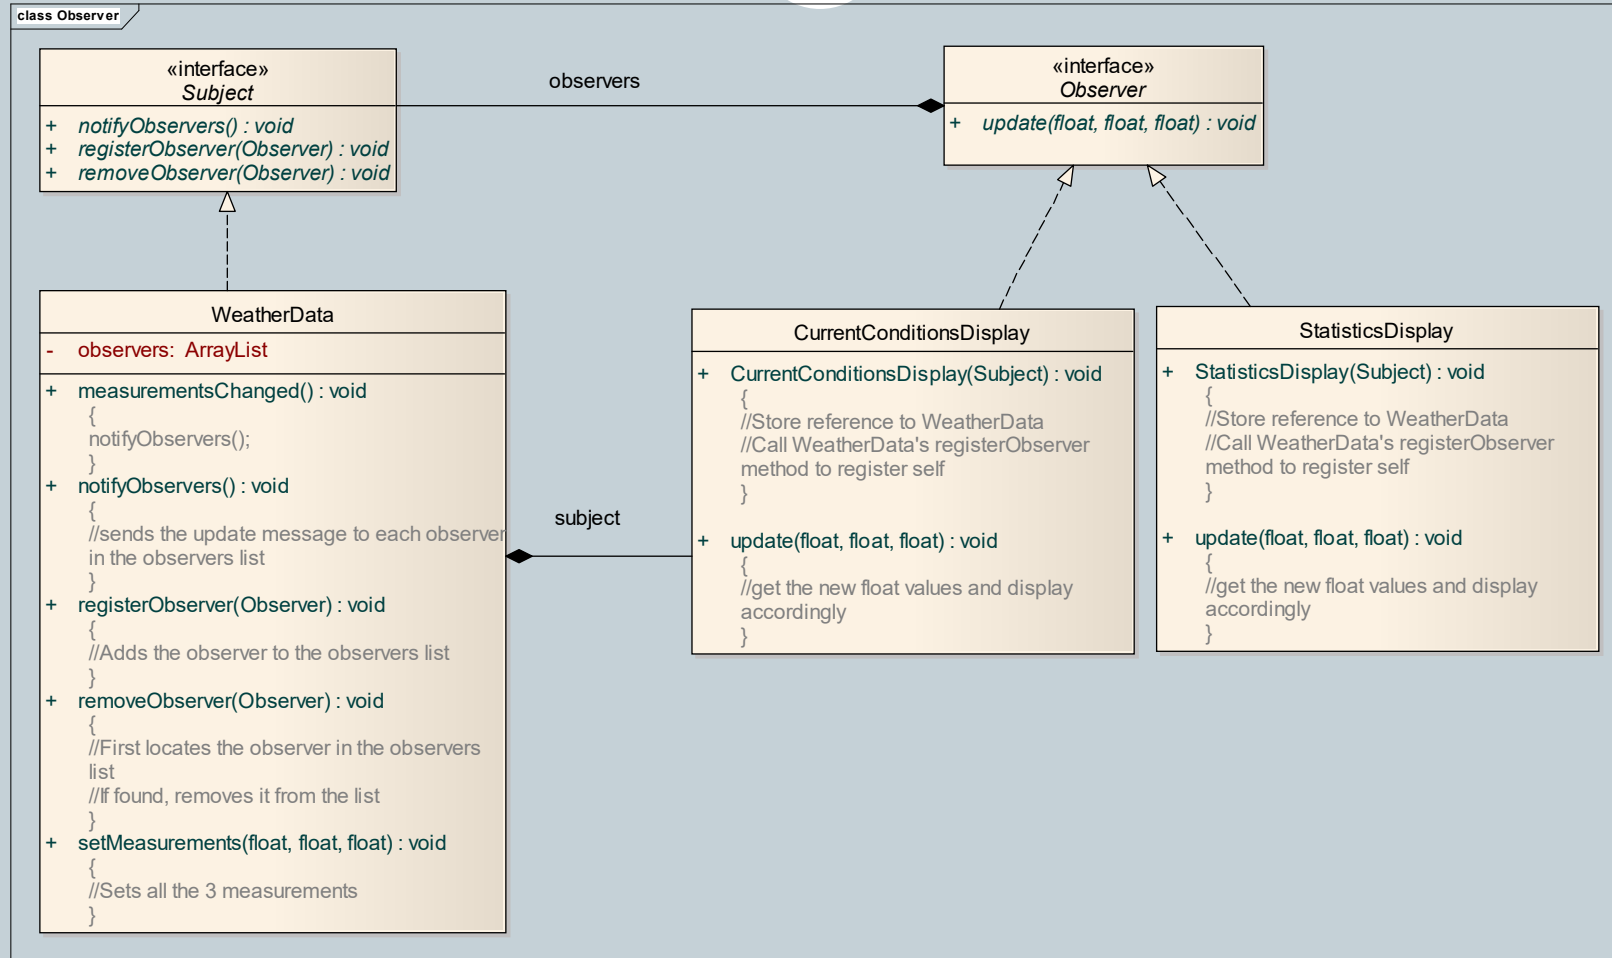 class Observer
«interface»
Subject
+ notifyObservers() : void
+ registerObserver(Observer) : void
+ removeObserver(Observer) : void
observers
«interface»
Observer
+ update(float, float, float) : void
WeatherData
- observers: ArrayList
+ measurementsChanged() : void
{
notifyObservers();
}
+ notifyObservers() : void
{
//sends the update message to each observer
in the observers list
}
+ registerObserver(Observer) : void
{
//Adds the observer to the observers list
}
+ removeObserver(Observer) : void
{
//First locates the observer in the observers
list
//If found, removes it from the list
}
+ setMeasurements(float, float, float) : void
{
//Sets all the 3 measurements
}
subject
CurrentConditionsDisplay
+ CurrentConditionsDisplay(Subject) : void
{
//Store reference to WeatherData
//Call WeatherData's registerObserver
method to register self
}
+ update(float, float, float) : void
{
//get the new float values and display
accordingly
}
StatisticsDisplay
+ StatisticsDisplay(Subject) : void
{
//Store reference to WeatherData
//Call WeatherData's registerObserver
method to register self
}
+ update(float, float, float) : void
{
//get the new float values and display
accordingly
}